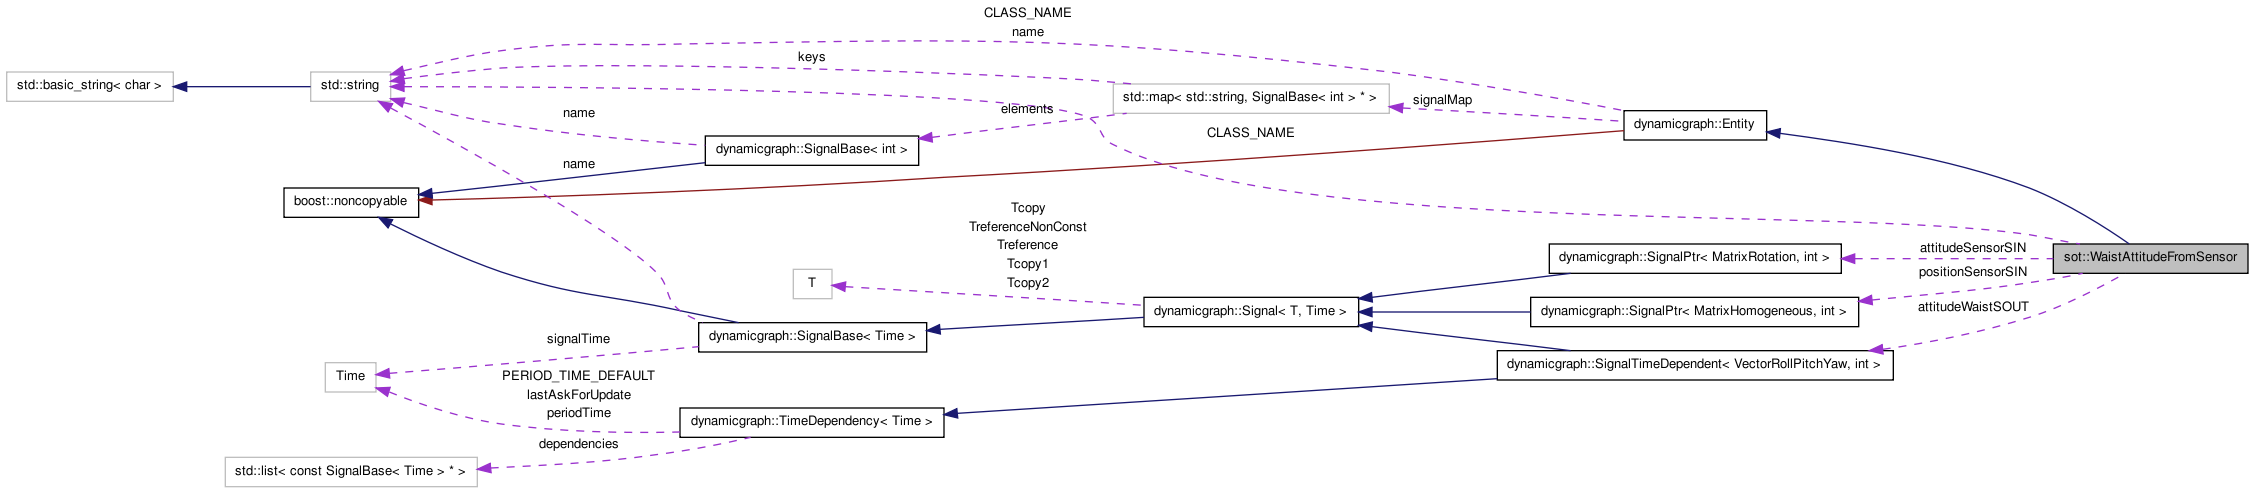 CLASS_NAME
name
keys
std::basic_string< char >
std::string
std::map< std::string, SignalBase< int > * >
signalMap
elements
name
dynamicgraph::Entity
CLASS_NAME
dynamicgraph::SignalBase< int >
name
boost::noncopyable
Tcopy
TreferenceNonConst
Treference
Tcopy1
Tcopy2
T
attitudeSensorSIN
dynamicgraph::SignalPtr< MatrixRotation, int >
sot::WaistAttitudeFromSensor
positionSensorSIN
attitudeWaistSOUT
dynamicgraph::Signal< T, Time >
dynamicgraph::SignalPtr< MatrixHomogeneous, int >
dynamicgraph::SignalBase< Time >
signalTime
dynamicgraph::SignalTimeDependent< VectorRollPitchYaw, int >
Time
PERIOD_TIME_DEFAULT
lastAskForUpdate
periodTime
dynamicgraph::TimeDependency< Time >
dependencies
std::list< const SignalBase< Time > * >